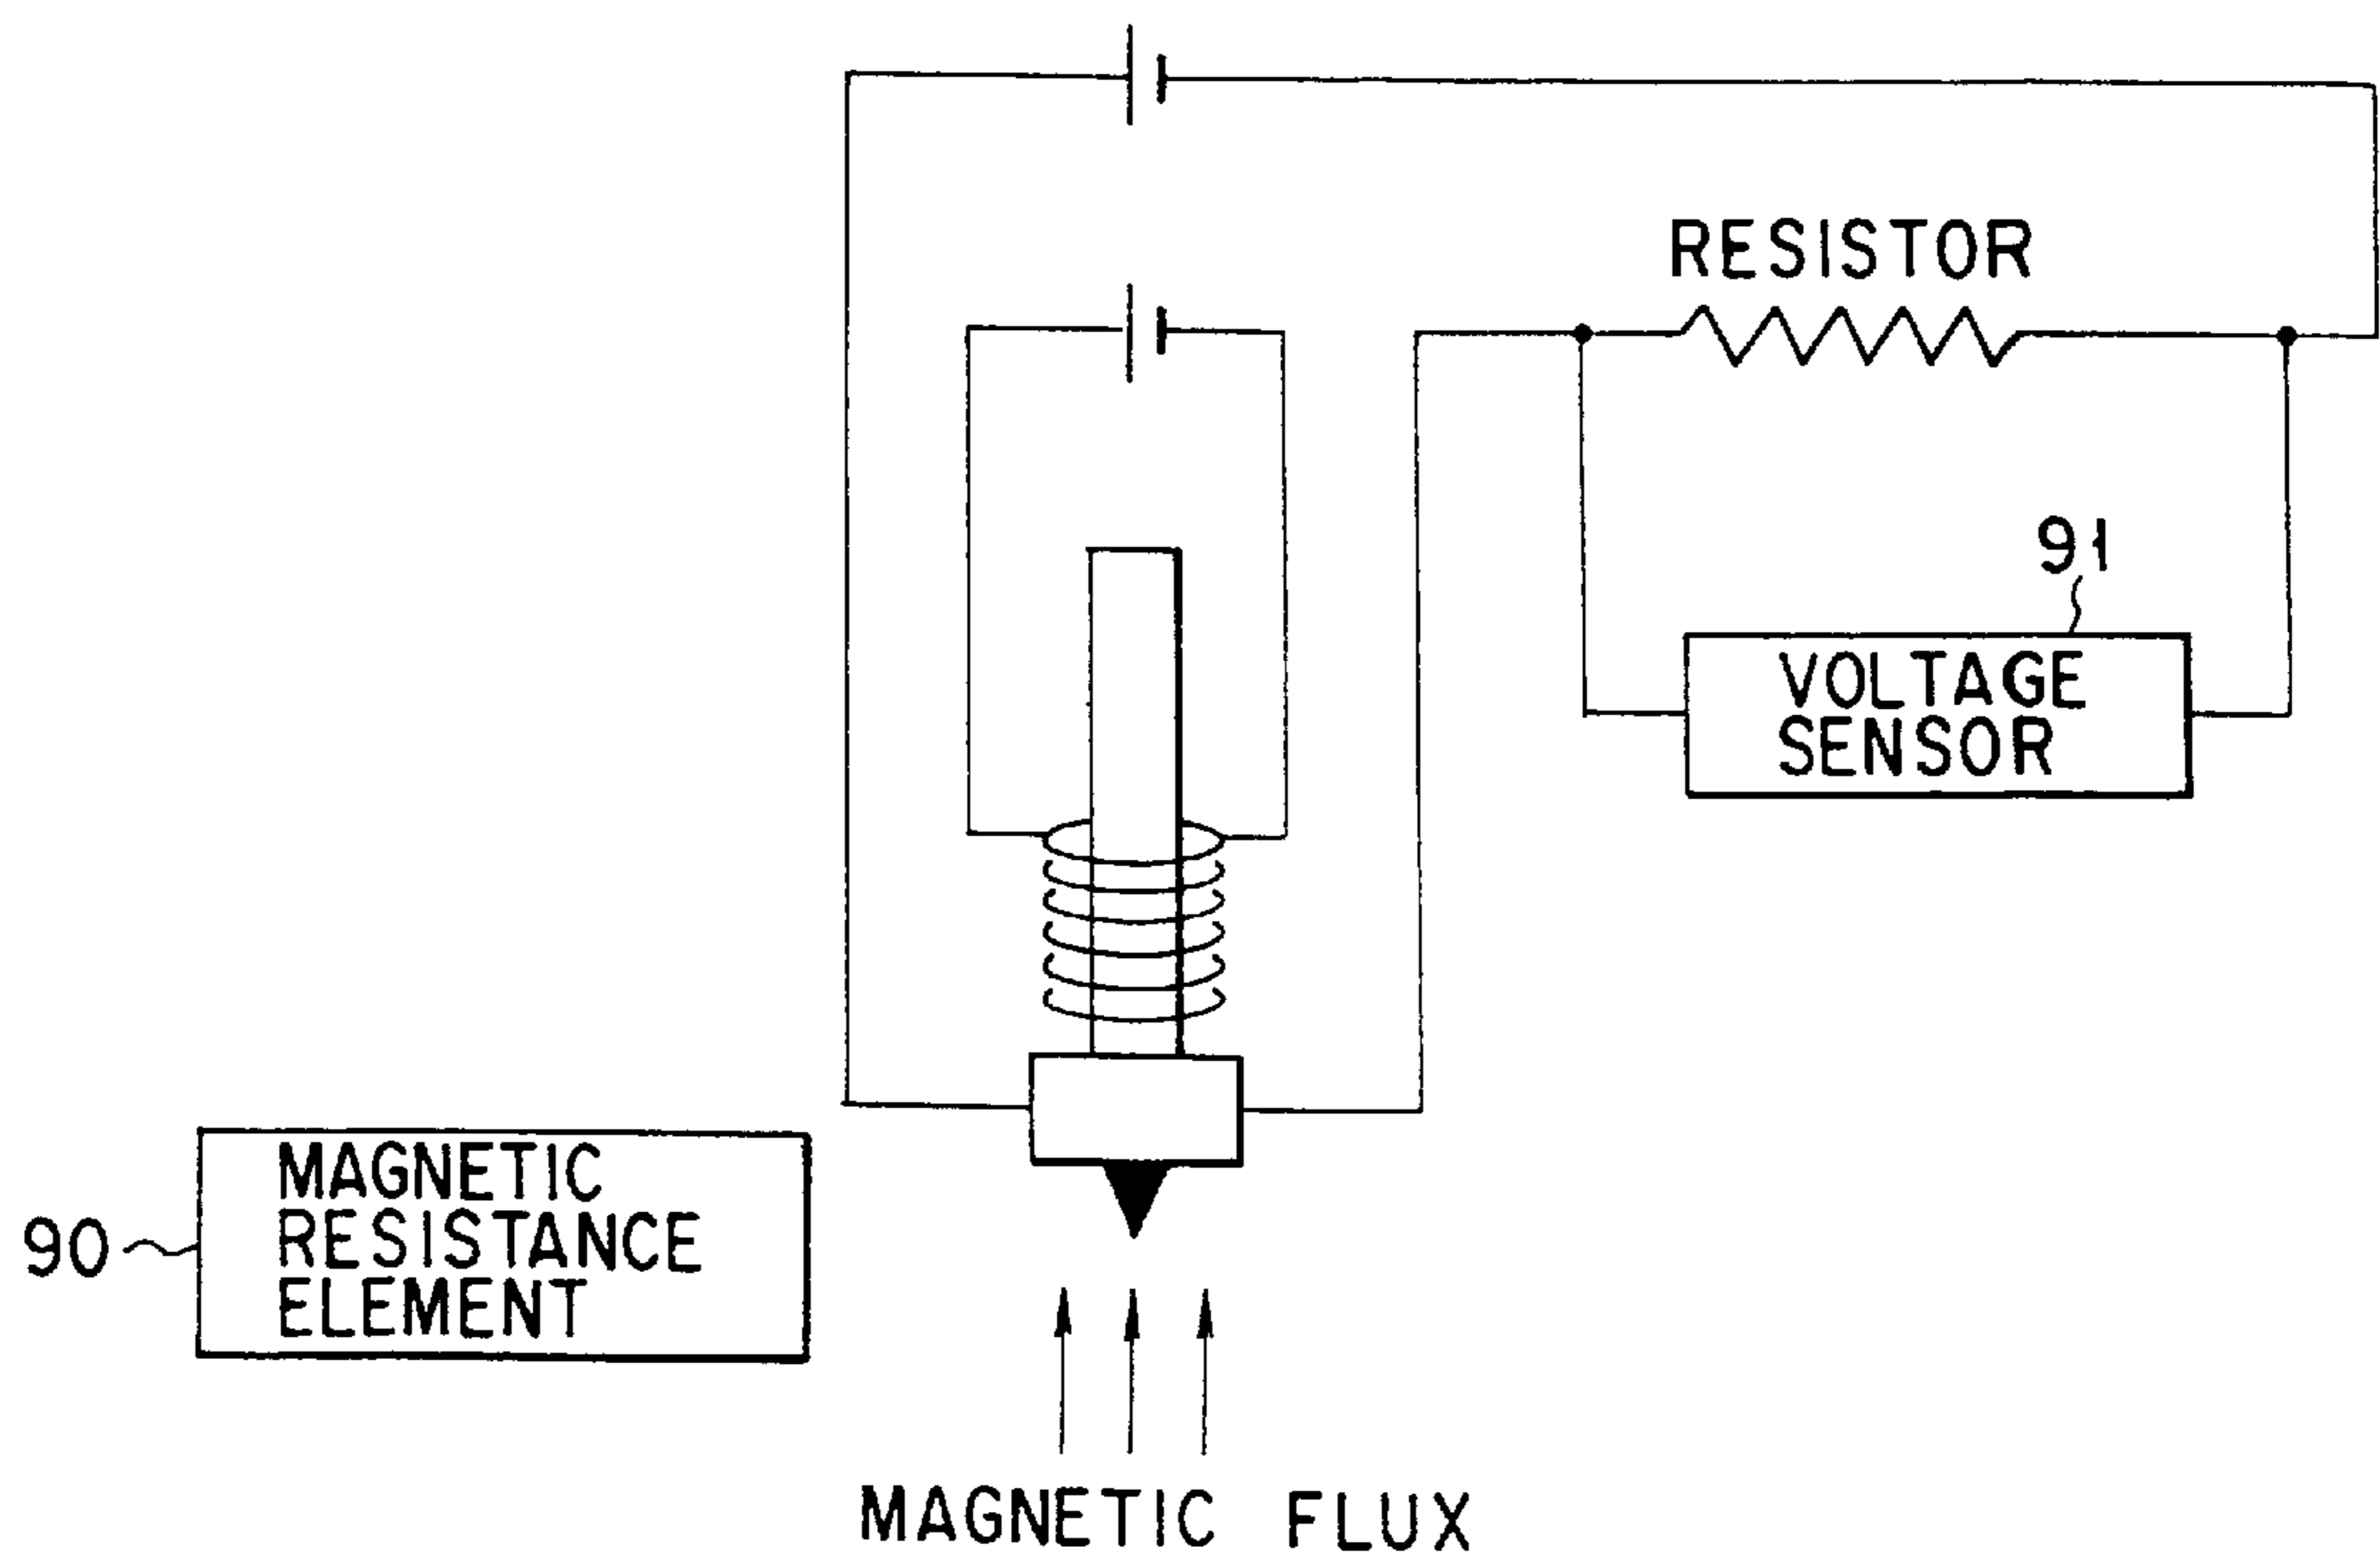 RESISTOR
91
VOLTAGE
SENSOR
MAGNETIC
RESISTANCE
ELEMENT
90
MAGNETIC FLUX